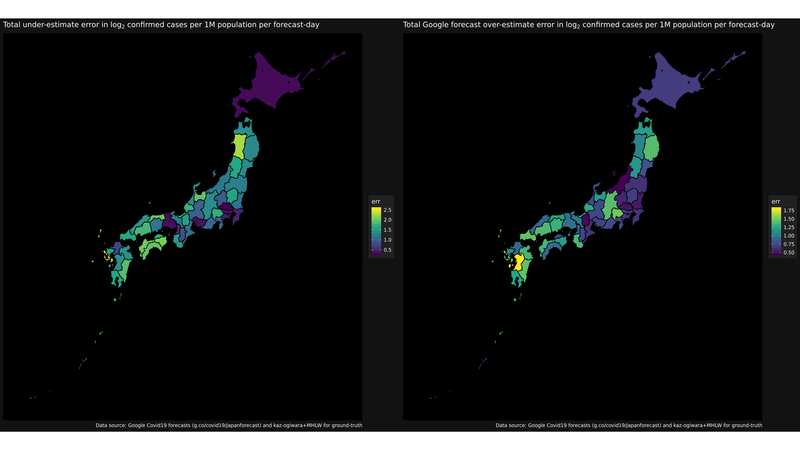 Total under-estimate error in log₂ confirmed cases per 1M population per forecast-day
err
2.5
2.0
1.5
1.0
0.5
Data source: Google Covid19 forecasts (g.co/covid19/japanforecast) and kaz-ogiwara+MHLW for ground-truth
Total Google forecast over-estimate error in log₂ confirmed cases per 1M population per forecast-day
err
1.75
1.50
1.25
1.00
0.75
0.50
Data source: Google Covid19 forecasts (g.co/covid19/japanforecast) and kaz-ogiwara+MHLW for ground-truth